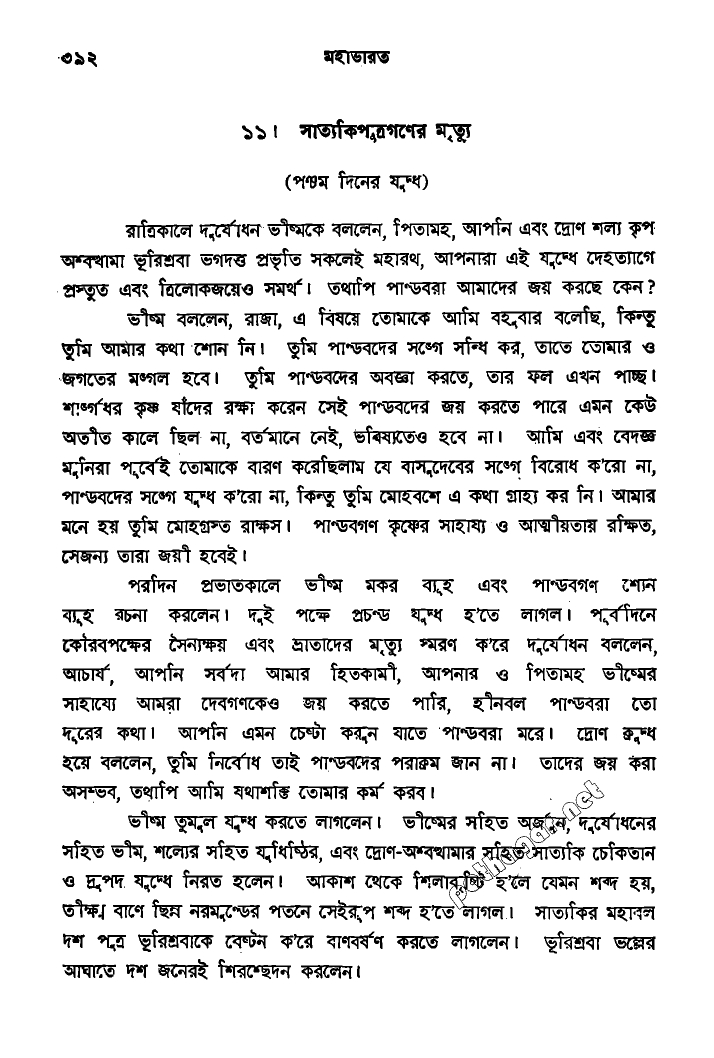 ৩৯২
মহাভারত
১১। সাত্যকিপুত্রগণের মৃত্যু
(পঞ্চম দিনের যুদ্ধ)
রাত্রিকালে দুর্যোধন ভীষ্মকে বললেন, পিতামহ, আপনি এবং দ্রোণ শল্য কৃপ
অশ্বত্থামা ভূরিশ্রবা ভগদত্ত প্রভৃতি সকলেই মহারথ, আপনারা এই যুদ্ধে দেহত্যাগে
প্রস্তুত এবং ত্রিলোকজয়েও সমর্থ। তথাপি পাণ্ডবরা আমাদের জয় করছে কেন?
ভীষ্ম বললেন, রাজা, এ বিষয়ে তোমাকে আমি বহুবার বলেছি, কিন্তু
তুমি আমার কথা শোন নি। তুমি পাণ্ডবদের সঙ্গে সন্ধি কর, তাতে তোমার ও
জগতের মঙ্গল হবে। তুমি পাণ্ডবদের অবজ্ঞা করতে, তার ফল এখন পাচ্ছ।
শার্ঙ্গধর কৃষ্ণ যাঁদের রক্ষা করেন সেই পাণ্ডবদের জয় করতে পারে এমন কেউ
অতীত কালে ছিল না, বর্তমানে নেই, ভবিষ্যতেও হবে না। আমি এবং বেদজ্ঞ
মুনিরা পূর্বেই তোমাকে বারণ করেছিলাম যে বাসুদেবের সঙ্গে বিরোধ ক'রো না,
পাণ্ডবদের সঙ্গে যুদ্ধ ক'রো না, কিন্তু তুমি মোহবশে এ কথা গ্রাহ্য কর নি। আমার
মনে হয় তুমি মোহগ্রস্ত রাক্ষস। পাণ্ডবগণ কৃষ্ণের সাহায্য ও আত্মীয়তায় রক্ষিত,
সেজন্য তারা জয়ী হবেই।
পরদিন প্রভাতকালে ভীষ্ম মকর ব্যূহ এবং পাণ্ডবগণ শ্যেন
ব্যূহ রচনা করলেন। দুই পক্ষে প্রচণ্ড যুদ্ধ হ'তে লাগল। পূর্বদিনে
কৌরবপক্ষের সৈন্যক্ষয় এবং ভ্রাতাদের মৃত্যু স্মরণ ক'রে দুর্যোধন বললেন,
আচার্য, আপনি সর্বদা আমার হিতকামী, আপনার ও পিতামহ ভীষ্মের
সাহায্যে আমরা দেবগণকেও জয় করতে পারি, হীনবল পাণ্ডবরা তো
দূরের কথা। আপনি এমন চেষ্টা করুন যাতে পাণ্ডবরা মরে। দ্রোণ ক্রুদ্ধ
হয়ে বললেন, তুমি নির্বোধ তাই পাণ্ডবদের পরাক্রম জান না। তাদের জয় করা
অসম্ভব, তথাপি আমি যথাশক্তি তোমার কর্ম করব।
ভীষ্ম তুমুল যুদ্ধ করতে লাগলেন। ভীষ্মের সহিত অর্জুন, দুর্যোধনের
সহিত ভীম, শল্যের সহিত যুধিষ্ঠির, এবং দ্রোণ-অশ্বত্থামার সহিত সাত্যকি চেকিতান
ও দ্রুপদ যুদ্ধে নিরত হলেন। আকাশ থেকে শিলাবৃষ্টি হ'লে যেমন শব্দ হয়,
তীক্ষ্ণ বাণে ছিন্ন নরমুণ্ডের পতনে সেইরূপ শব্দ হ'তে লাগল। সাত্যকির মহাবল
দশ পুত্র ভূরিশ্রবাকে বেষ্টন ক'রে বাণবর্ষণ করতে লাগলেন। ভূরিশ্রবা ভল্লের
আঘাতে দশ জনেরই শিরশ্ছেদন করলেন।